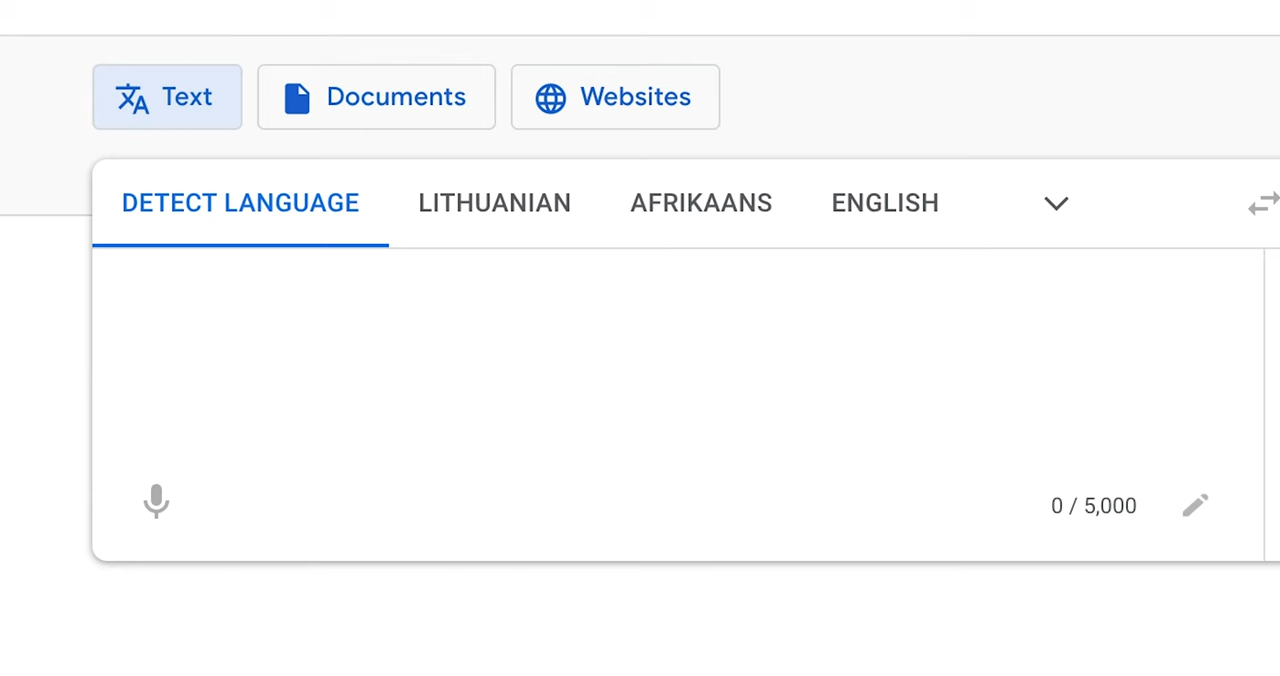 Text Documents Websites
DETECT LANGUAGE LITHUANIAN AFRIKAANS ENGLISH
0 / 5,000